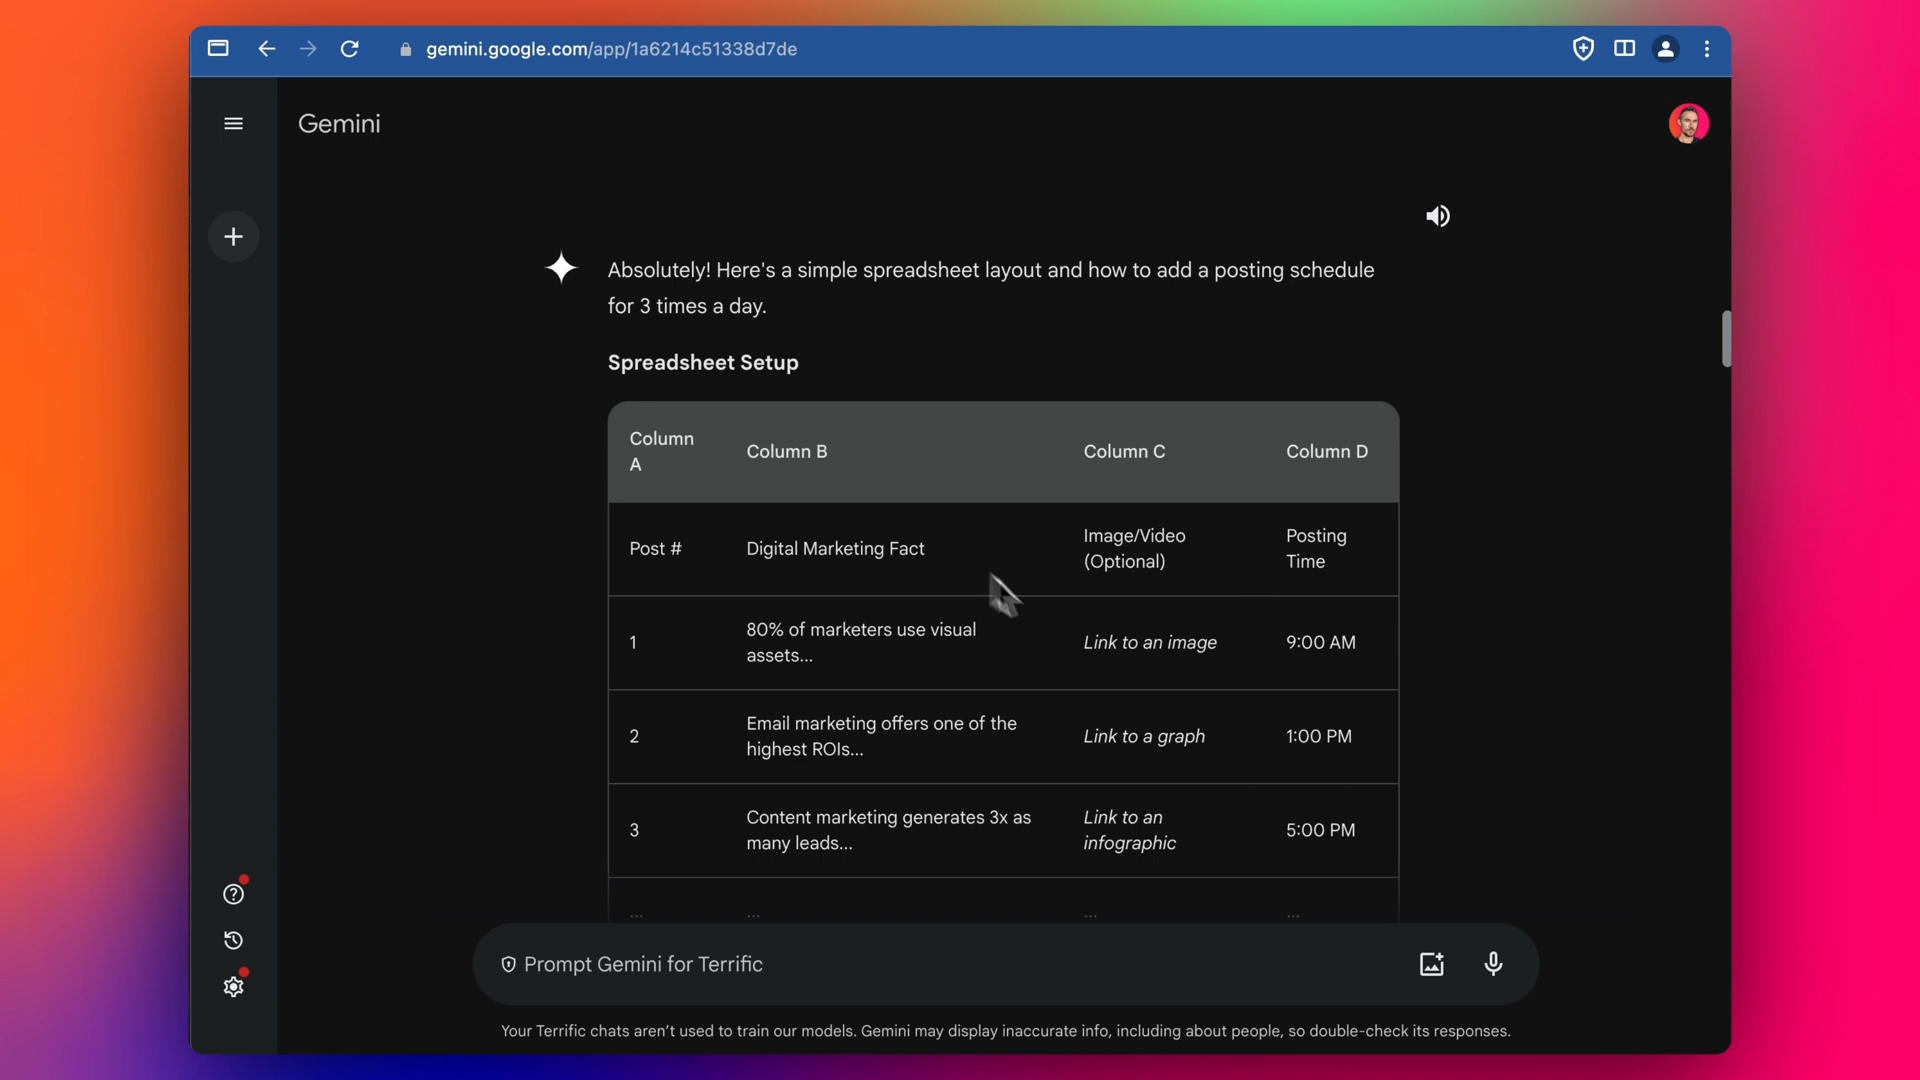 gemini.google.com/app/1a6214c51338d7de
Gemini
Absolutely! Here's a simple spreadsheet layout and how to add a posting schedule
for 3 times a day.
Spreadsheet Setup
Column
A
Column B
Column C
Column D
Post #
Digital Marketing Fact
Image/Video
(Optional)
Posting
Time
1
80% of marketers use visual
assets...
Link to an image
9:00 AM
2
Email marketing offers one of the
highest ROIs...
Link to a graph
1:00 PM
3
Content marketing generates 3x as
many leads...
Link to an
infographic
5:00 PM
...
...
...
...
Prompt Gemini for Terrific
Your Terrific chats aren’t used to train our models. Gemini may display inaccurate info, including about people, so double-check its responses.